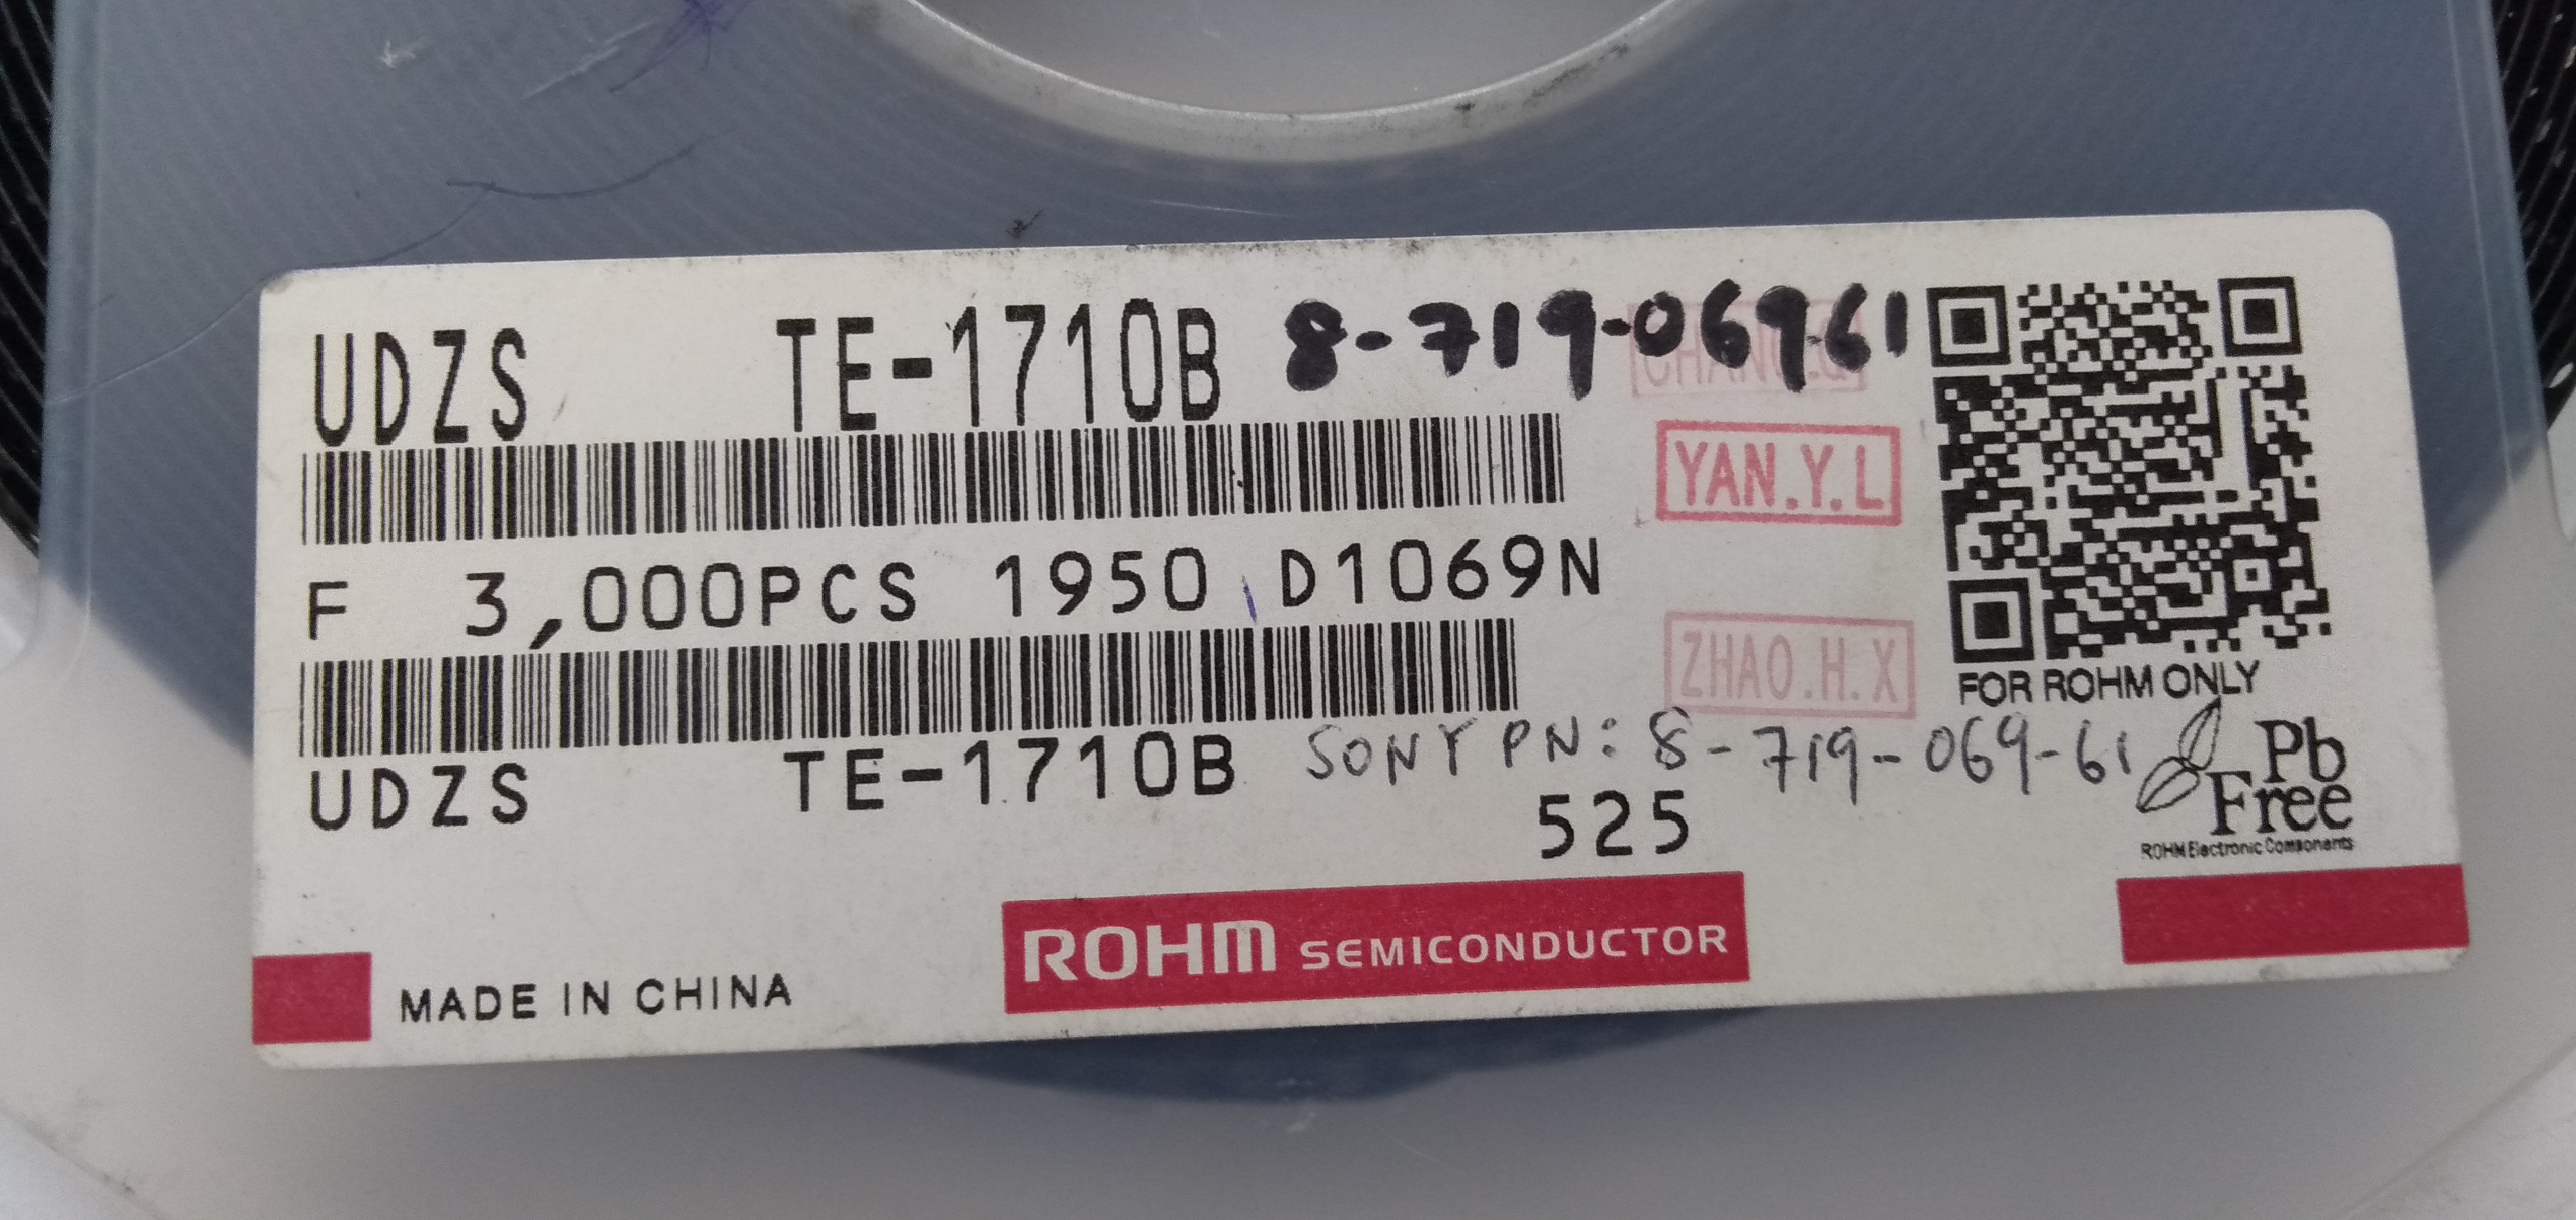 UDZS TE-1710B 8-719-06961
YAN.Y.L
F 3,000PCS 1950 D1069N
ZHAO.H.X
FOR ROHM ONLY
UDZS TE-1710B SONY PN: 8-719-069-61
Pb
Free
525
ROHM Electronic Components
ROHM SEMICONDUCTOR
MADE IN CHINA